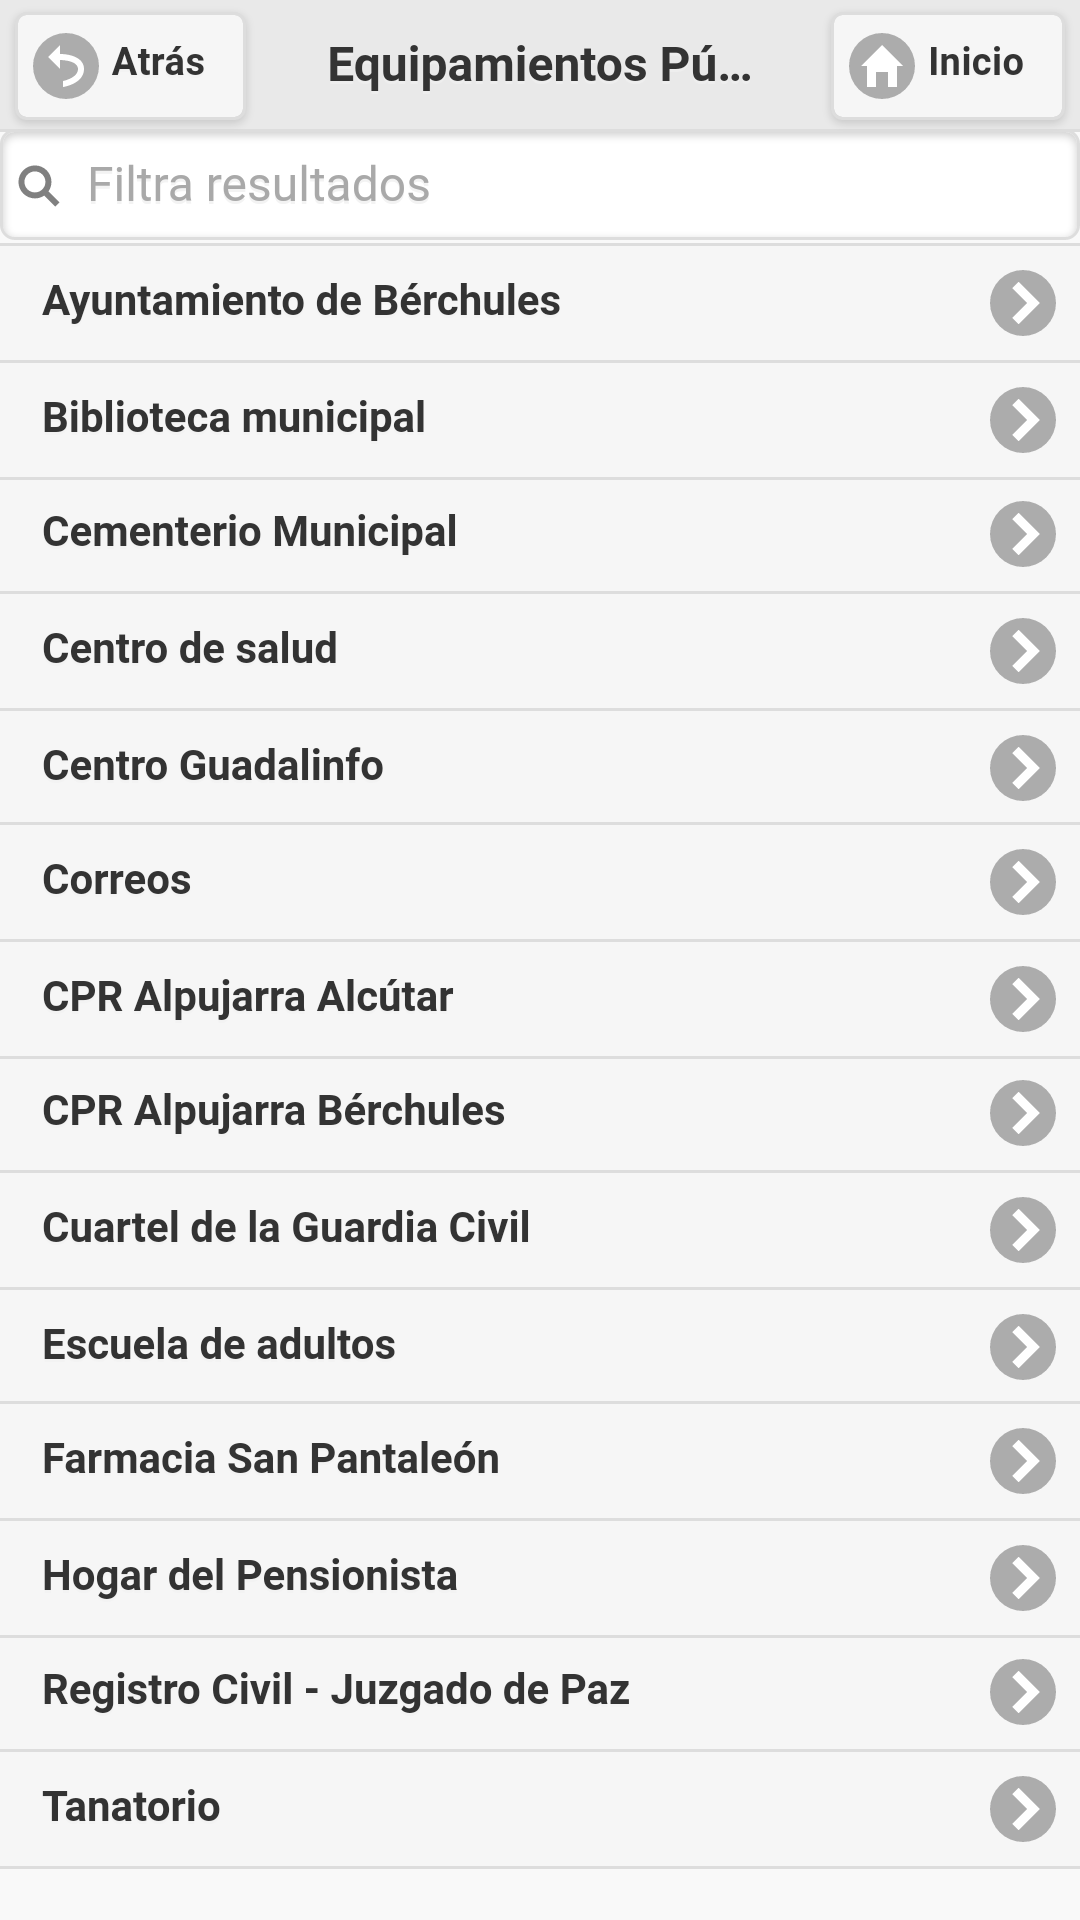 Atrás
Equipamientos Pú...
Inicio
Filtra resultados
Ayuntamiento de Bérchules
Biblioteca municipal
Cementerio Municipal
Centro de salud
Centro Guadalinfo
Correos
CPR Alpujarra Alcútar
CPR Alpujarra Bérchules
Cuartel de la Guardia Civil
Escuela de adultos
Farmacia San Pantaleón
Hogar del Pensionista
Registro Civil - Juzgado de Paz
Tanatorio